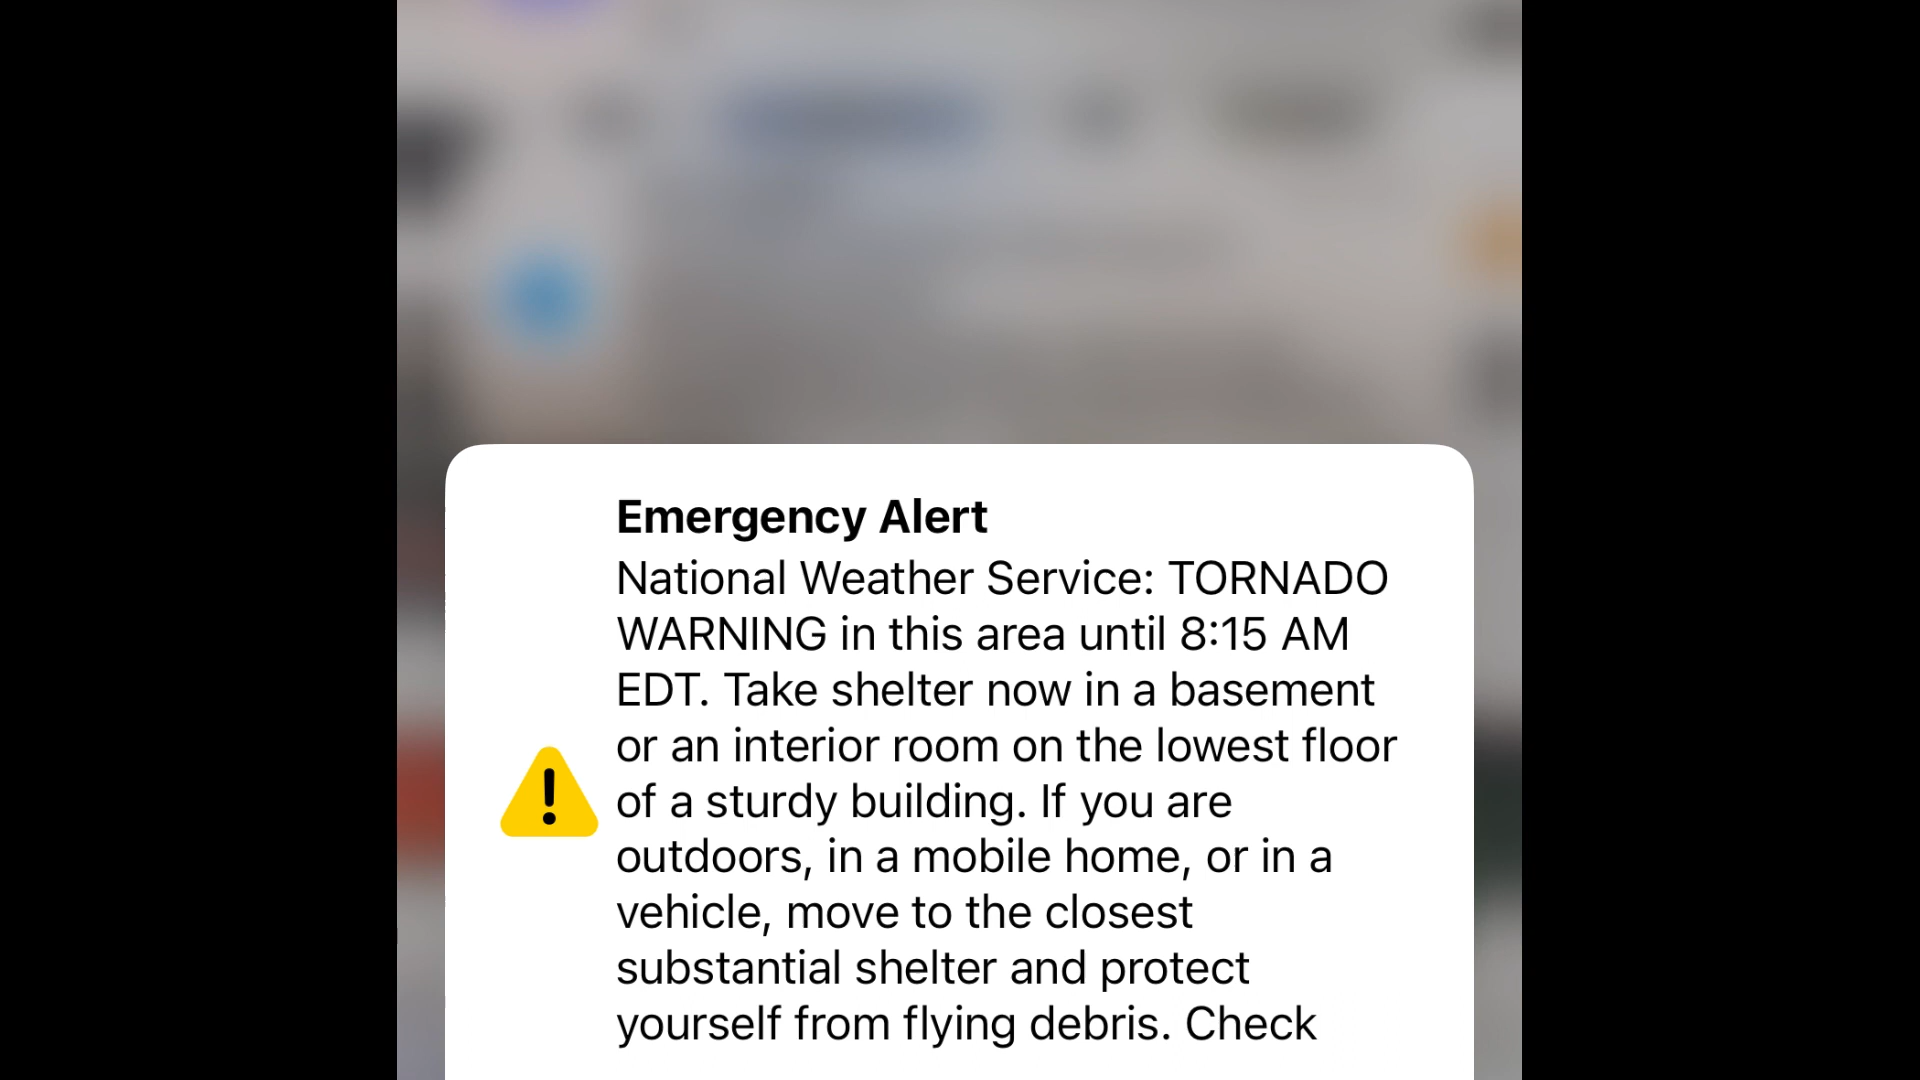 Emergency Alert
National Weather Service: TORNADO
WARNING in this area until 8:15 AM
EDT. Take shelter now in a basement
or an interior room on the lowest floor
of a sturdy building. If you are
outdoors, in a mobile home, or in a
vehicle, move to the closest
substantial shelter and protect
yourself from flying debris. Check